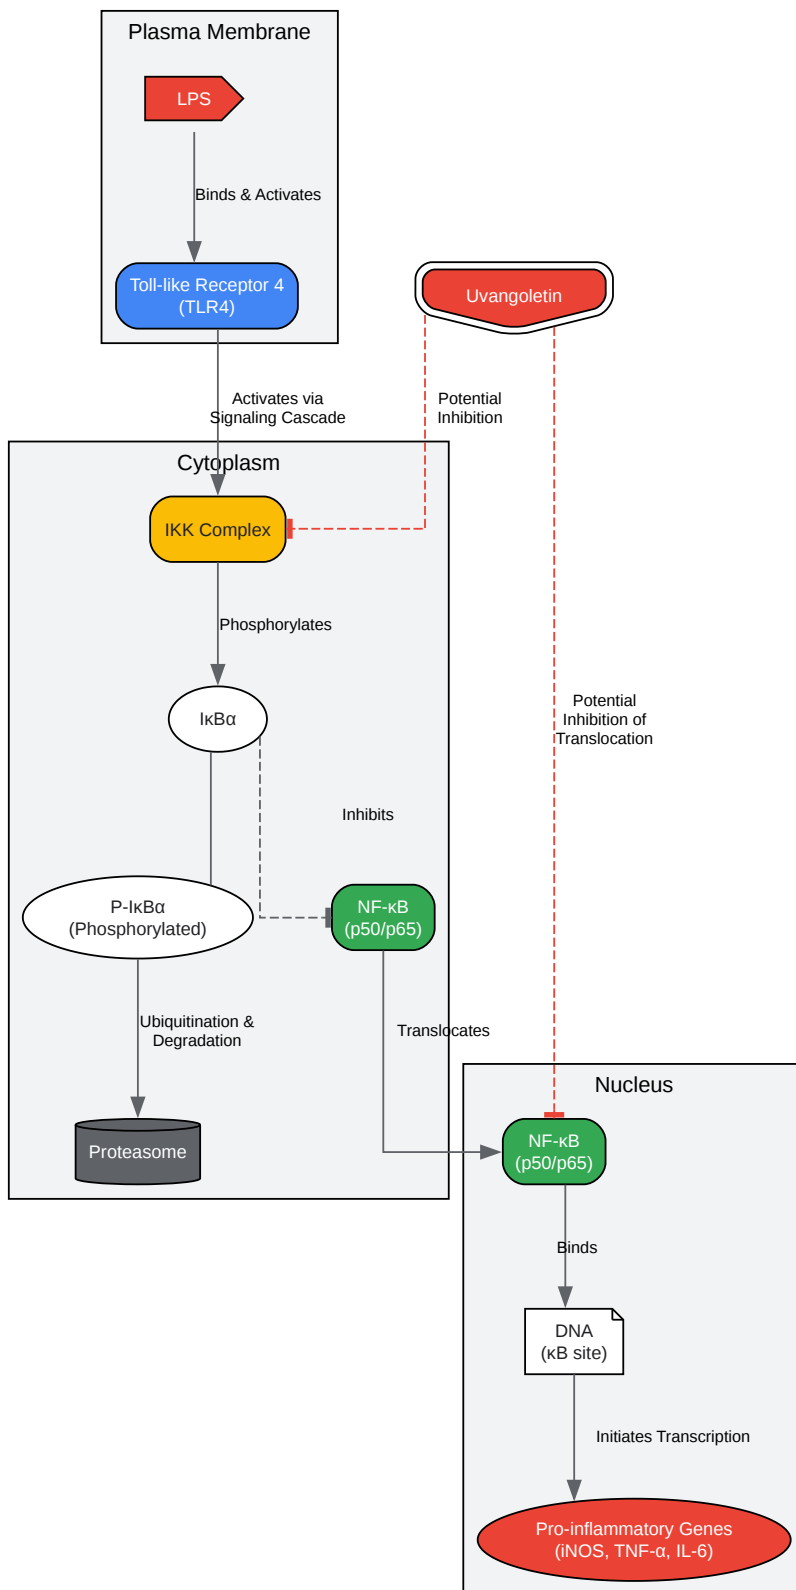 Plasma Membrane
LPS
Binds & Activates
Toll-like Receptor 4
(TLR4)
Uvangoletin
Activates via
Signaling Cascade
Potential
Inhibition
Cytoplasm
IKK Complex
Phosphorylates
IκBα
Potential
Inhibition of
Translocation
Inhibits
P-IκBα
(Phosphorylated)
NF-κB
(p50/p65)
Ubiquitination &
Degradation
Translocates
Nucleus
Proteasome
NF-κB
(p50/p65)
Binds
DNA
(κB site)
Initiates Transcription
Pro-inflammatory Genes
(iNOS, TNF-α, IL-6)